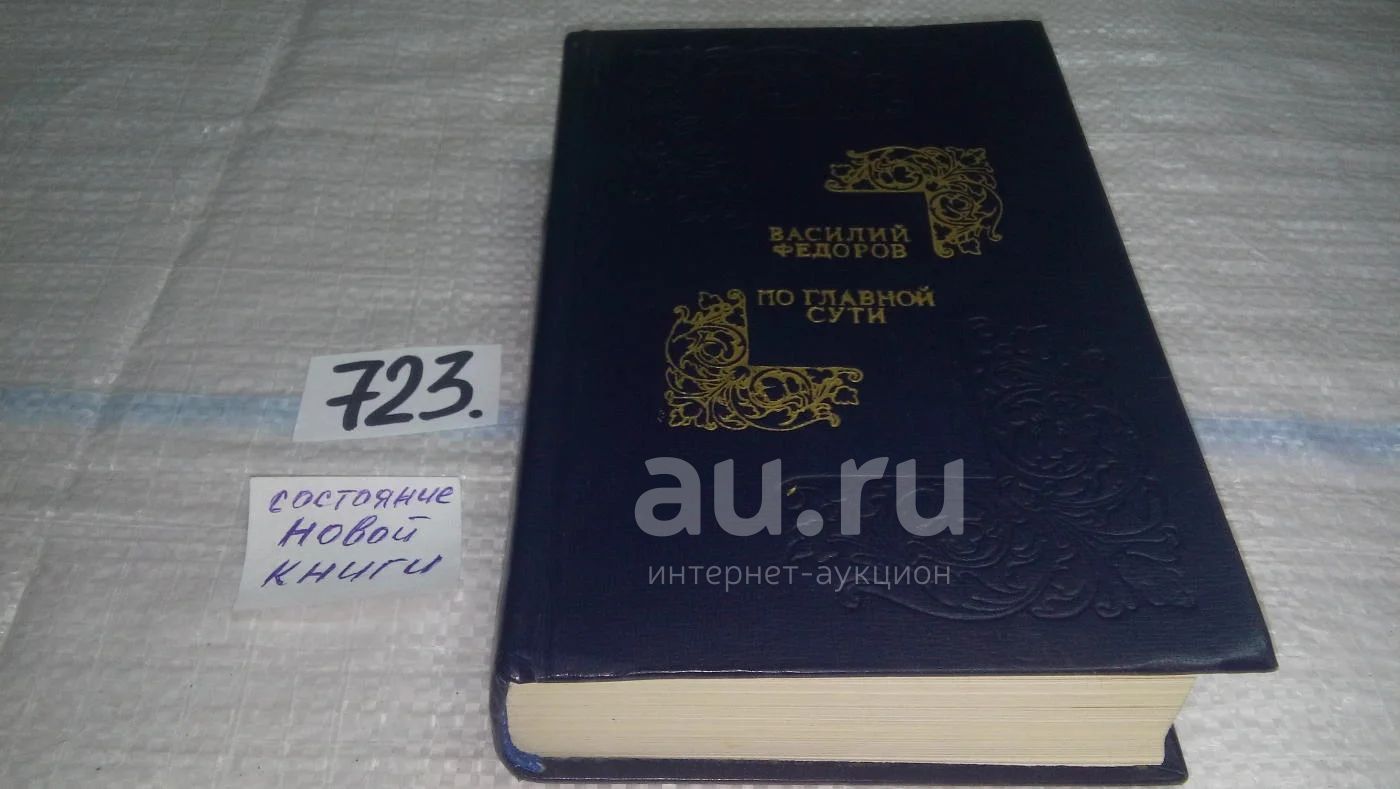 ВАСИЛИЙ
ФЕДОРОВ
ПО ГЛАВНОЙ
СУТИ
723.
состояние
новой
книги
au.ru
интернет-аукцион